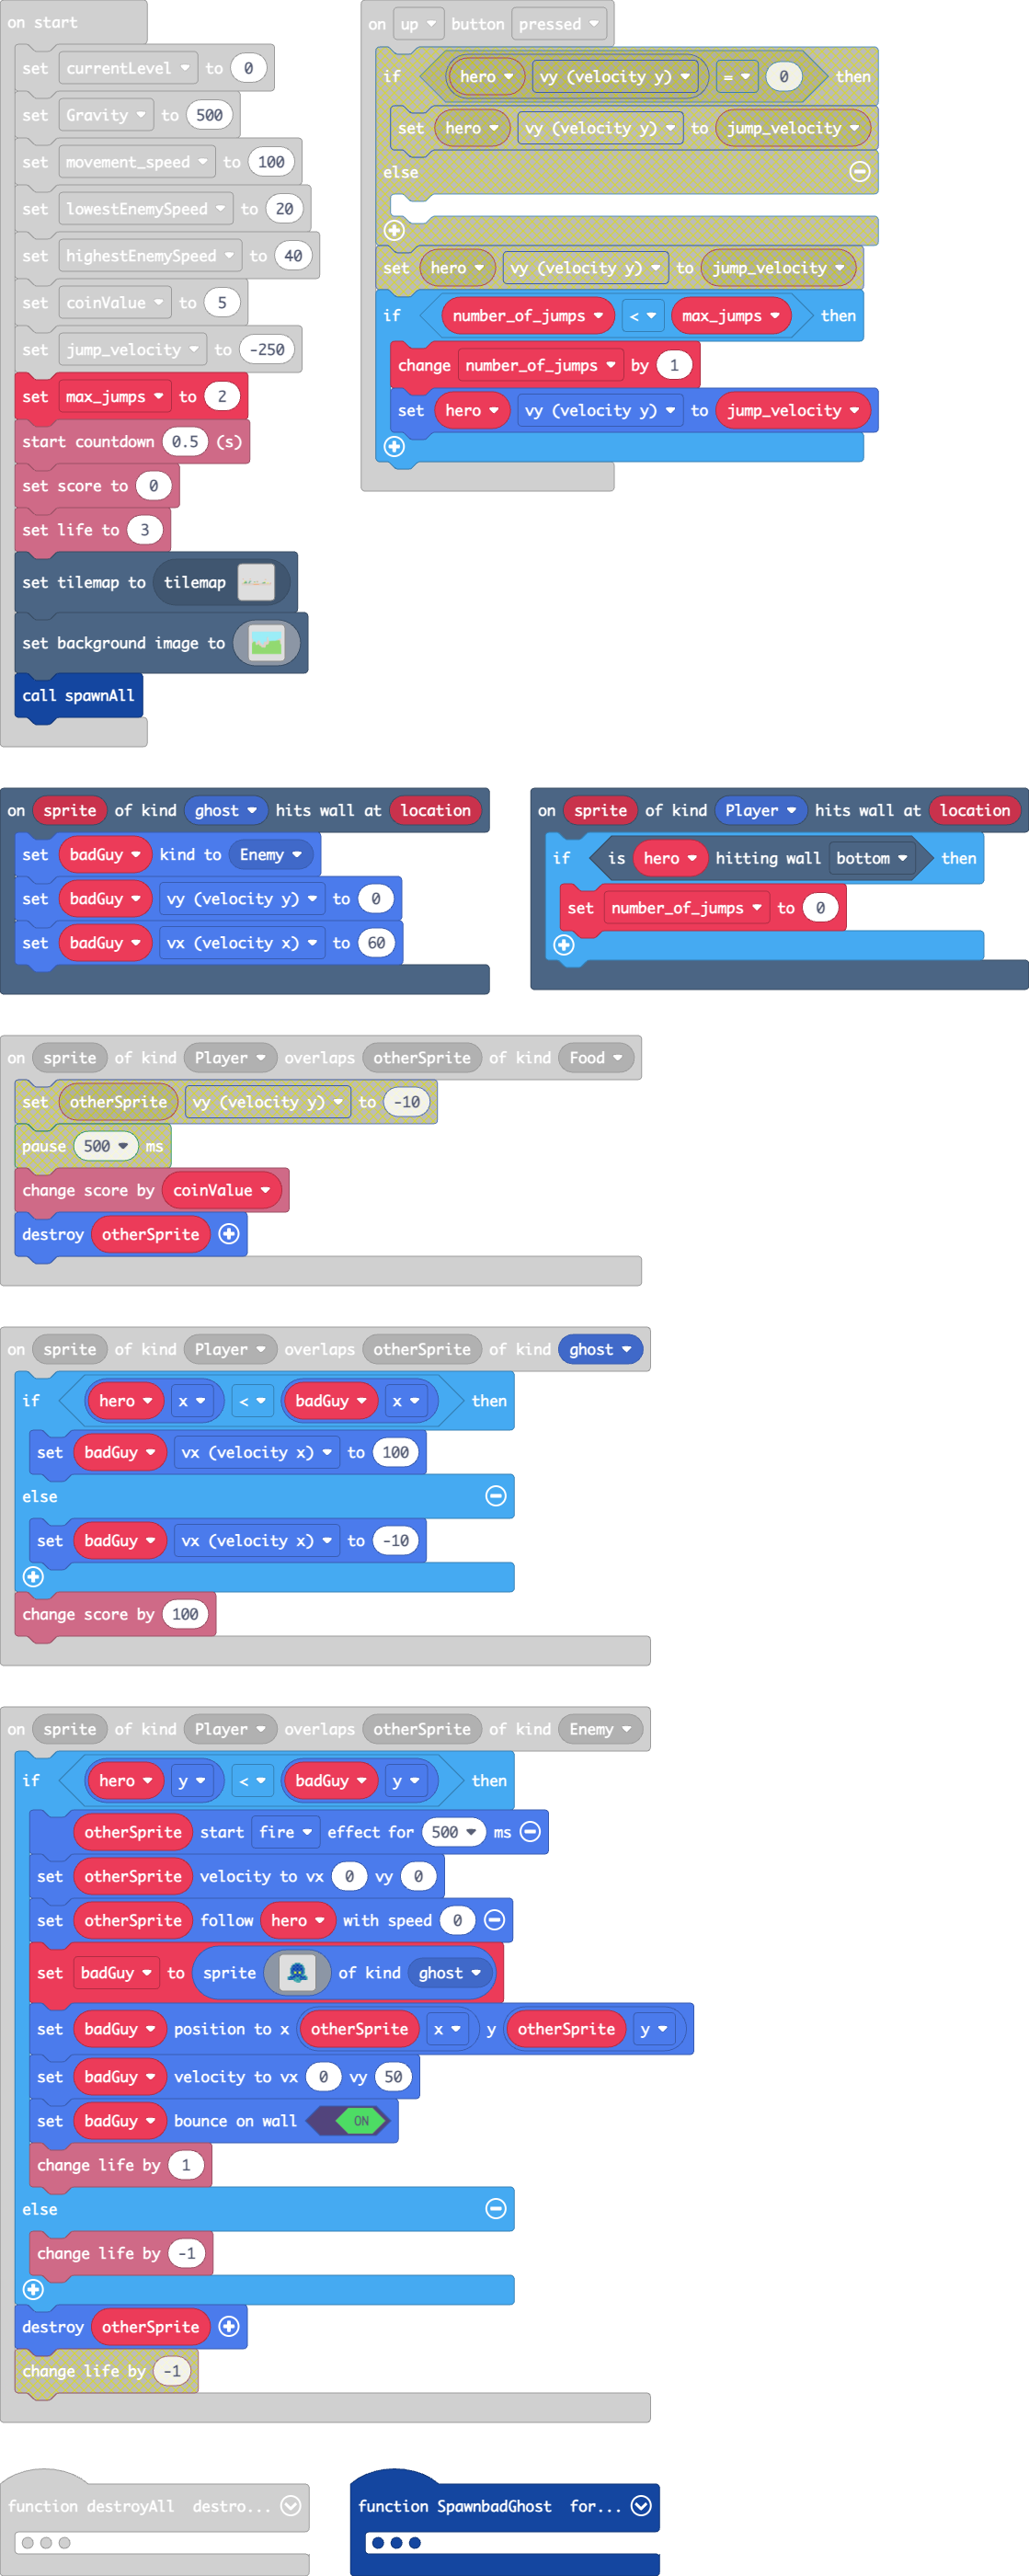 on start
set currentLevel to 0
set Gravity to 500
set movement_speed to 100
set lowestEnemySpeed to 20
set highestEnemySpeed to 40
set coinValue to 5
set jump_velocity to -250
set max_jumps to 2
start countdown 0.5 (s)
set score to 0
set life to 3
set tilemap to tilemap
set background image to
call spawnAll
on up button pressed
if hero vy (velocity y) = 0 then
set hero vy (velocity y) to jump_velocity
else
set hero vy (velocity y) to jump_velocity
if number_of_jumps < max_jumps then
change number_of_jumps by 1
set hero vy (velocity y) to jump_velocity
on sprite of kind ghost hits wall at location
set badGuy kind to Enemy
set badGuy vy (velocity y) to 0
set badGuy vx (velocity x) to 60
on sprite of kind Player hits wall at location
if is hero hitting wall bottom then
set number_of_jumps to 0
on sprite of kind Player overlaps otherSprite of kind Food
set otherSprite vy (velocity y) to -10
pause 500 ms
change score by coinValue
destroy otherSprite
on sprite of kind Player overlaps otherSprite of kind ghost
if hero x < badGuy x then
set badGuy vx (velocity x) to 100
else
set badGuy vx (velocity x) to -10
change score by 100
on sprite of kind Player overlaps otherSprite of kind Enemy
if hero y < badGuy y then
otherSprite start fire effect for 500 ms
set otherSprite velocity to vx 0 vy 0
set otherSprite follow hero with speed 0
set badGuy to sprite of kind ghost
set badGuy position to x otherSprite x y otherSprite y
set badGuy velocity to vx 0 vy 50
set badGuy bounce on wall ON
change life by 1
else
change life by -1
destroy otherSprite
change life by -1
function destroyAll destro...
function SpawnbadGhost for...